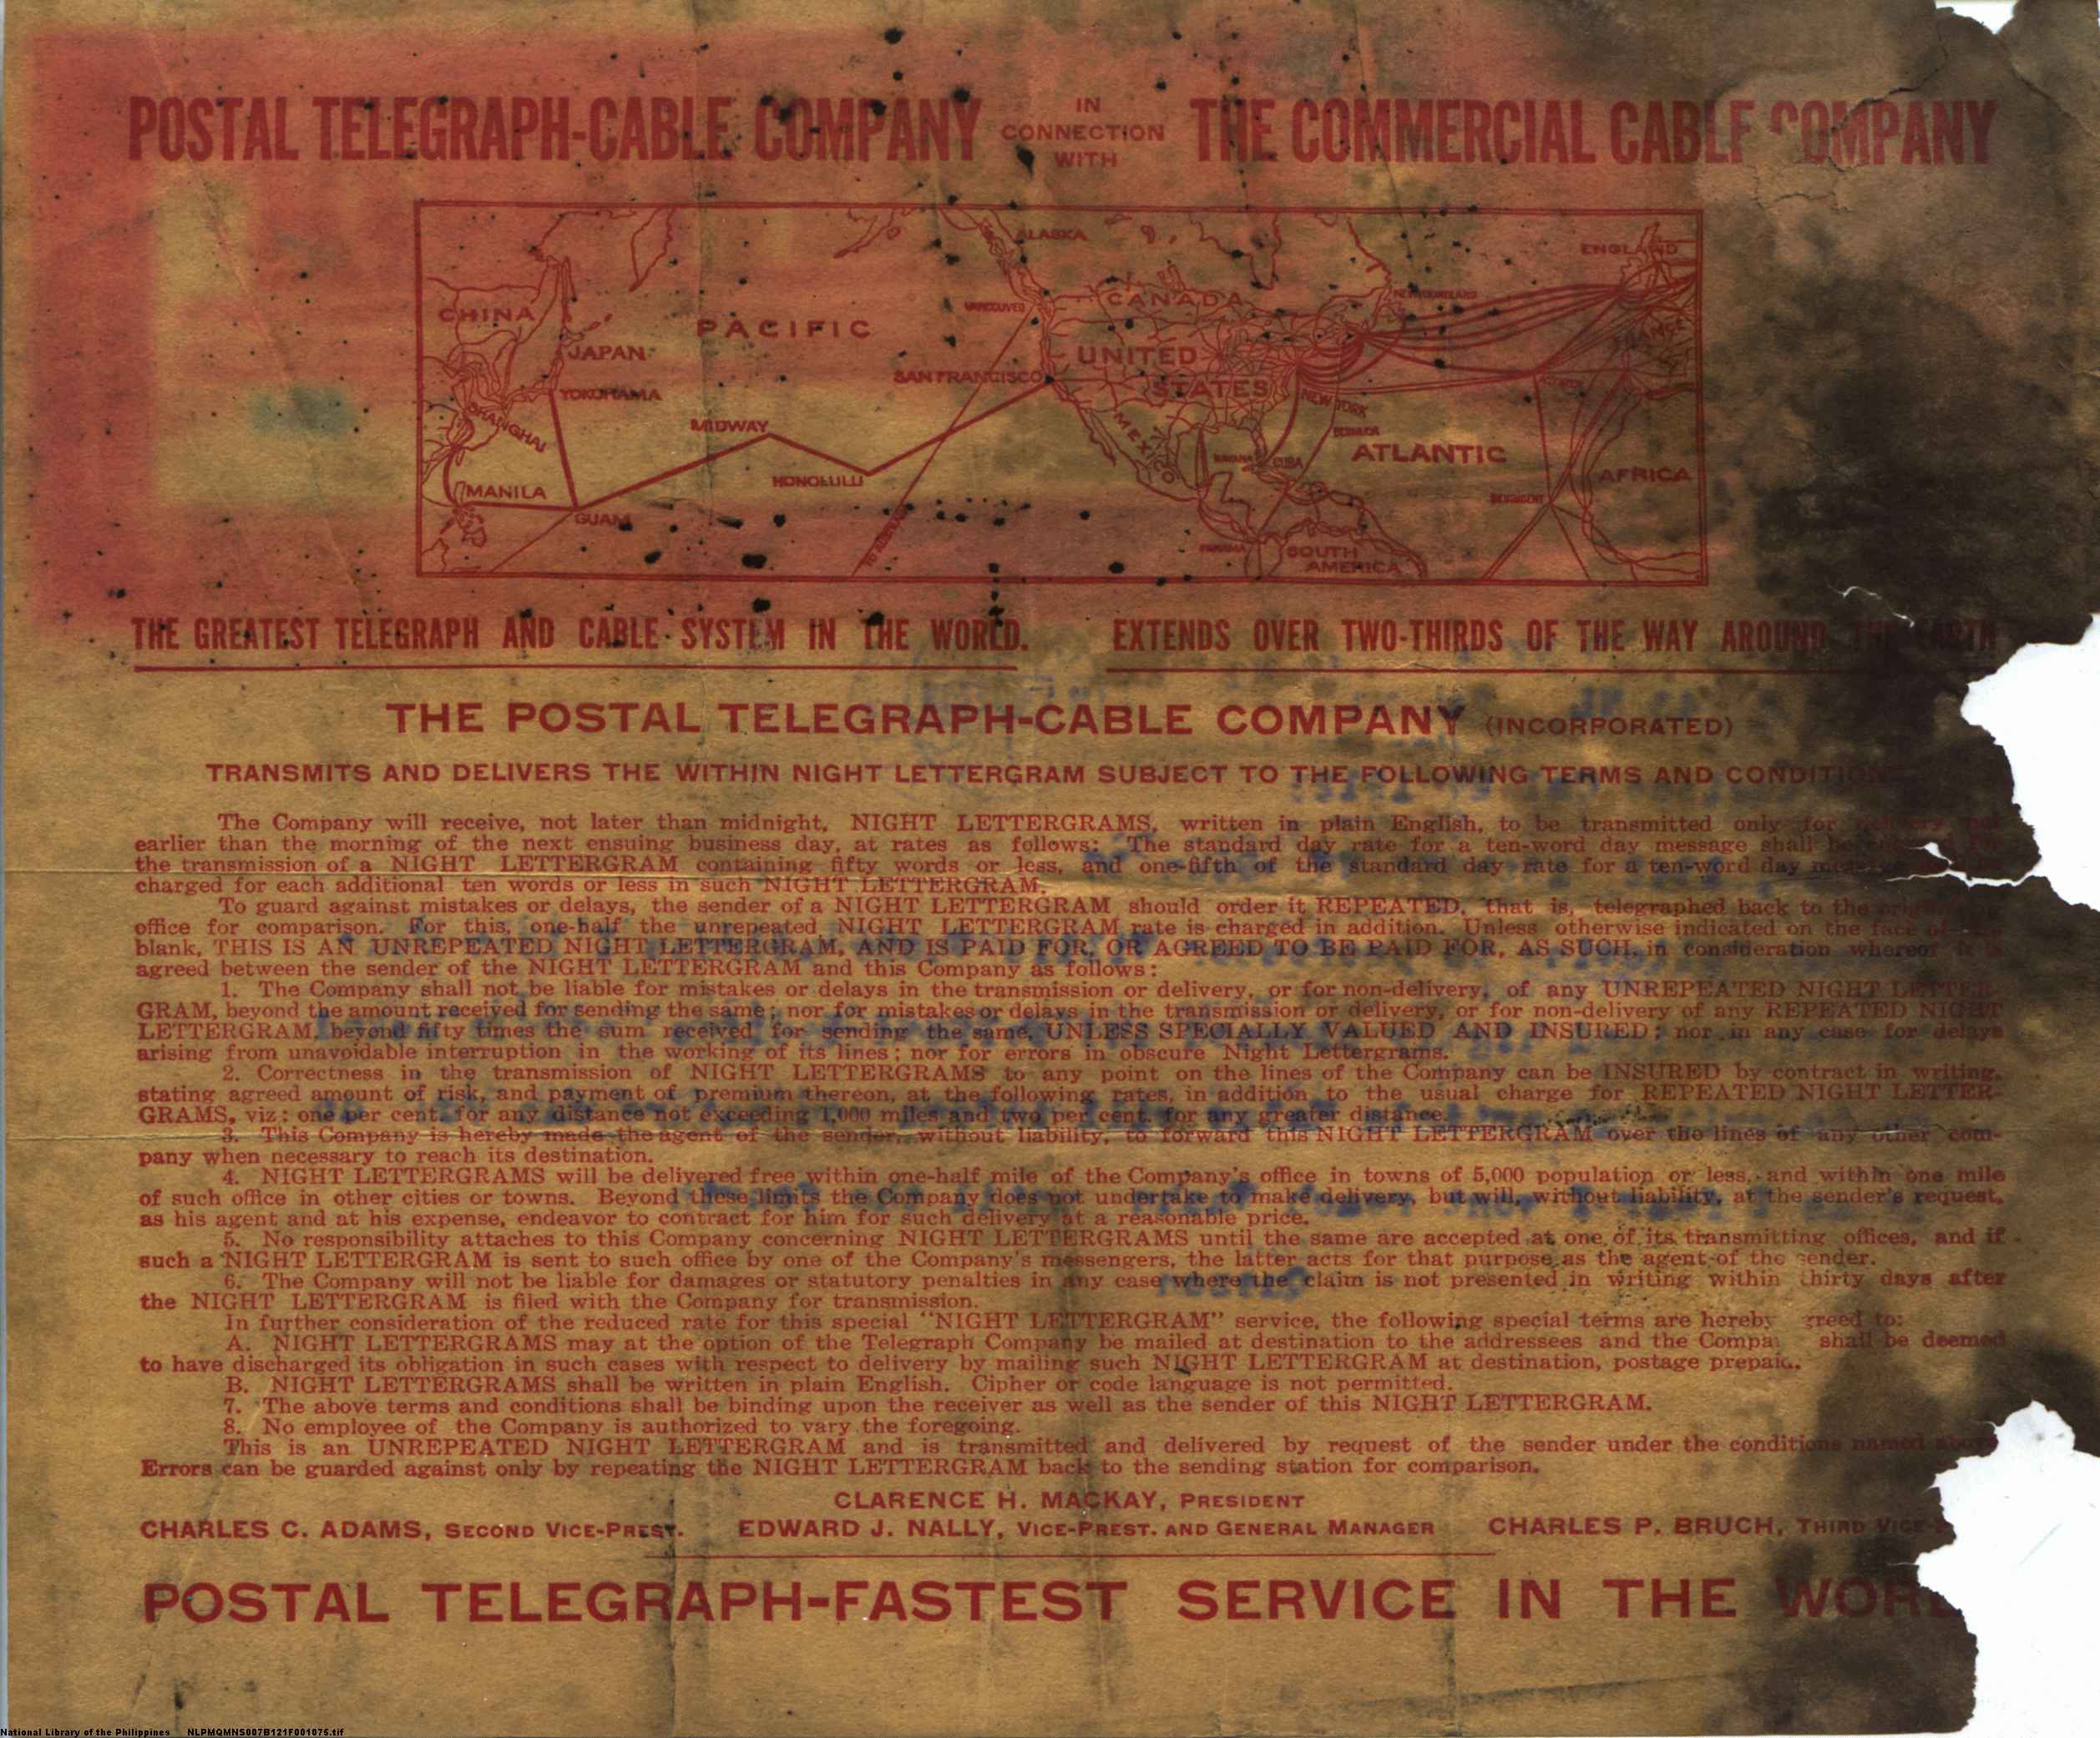 POSTAL TELEGRAPH-CABLE COMPANY IN CONNECTION WITH THE COMMERCIAL CABLE COMPANY
ALASKA
ENGLAND
CHINA
PACIFIC
VANCOUVER
CANADA
NEWFOUNDLAND
JAPAN
UNITED STATES
FRANCE
SAN FRANCISCO
YOKOHAMA
NEW YORK
SHANGHAI
MIDWAY
MEXICO
BERMUDA
ATLANTIC
HONOLULU
HAVANA
CUBA
AFRICA
MANILA
GUAM
PANAMA
SOUTH AMERICA
THE GREATEST TELEGRAPH AND CABLE SYSTEM IN THE WORLD. EXTENDS OVER TWO-THIRDS OF THE WAY AROUND THE EARTH
THE POSTAL TELEGRAPH-CABLE COMPANY (INCORPORATED)
TRANSMITS AND DELIVERS THE WITHIN NIGHT LETTERGRAM SUBJECT TO THE FOLLOWING TERMS AND CONDITION
The Company will receive, not later than midnight, NIGHT LETTERGRAMS, written in plain English, to be transmitted only for
earlier than the morning of the next ensuing business day, at rates as follows: The standard day rate for a ten-word day message shall be
the transmission of a NIGHT LETTERGRAM containing fifty words or less, and one-fifth of the standard day rate for a ten-word day
charged for each additional ten words or less in such NIGHT LETTERGRAM.
To guard against mistakes or delays, the sender of a NIGHT LETTERGRAM should order it REPEATED, that is, telegraphed back to the
office for comparison. For this, one-half the unrepeated NIGHT LETTERGRAM rate is charged in addition. Unless otherwise indicated on the face of
blank, THIS IS AN UNREPEATED NIGHT LETTERGRAM, AND IS PAID FOR, OR AGREED TO BE PAID FOR, AS SUCH, in consideration whereof it is
agreed between the sender of the NIGHT LETTERGRAM and this Company as follows:
1. The Company shall not be liable for mistakes or delays in the transmission or delivery, or for non-delivery, of any UNREPEATED NIGHT LETTER-
GRAM, beyond the amount received for sending the same; nor for mistakes or delays in the transmission or delivery, or for non-delivery of any REPEATED NIGHT
LETTERGRAM, beyond fifty times the sum received for sending the same, UNLESS SPECIALLY VALUED AND INSURED; nor in any case for delays
arising from unavoidable interruption in the working of its lines; nor for errors in obscure Night Lettergrams.
2. Correctness in the transmission of NIGHT LETTERGRAMS to any point on the lines of the Company can be INSURED by contract in writing,
stating agreed amount of risk, and payment of premium thereon, at the following rates, in addition to the usual charge for REPEATED NIGHT LETTER-
GRAMS, viz: one per cent. for any distance not exceeding 1,000 miles and two per cent. for any greater distance.
3. This Company is hereby made the agent of the sender, without liability, to forward this NIGHT LETTERGRAM over the lines of any other com-
pany when necessary to reach its destination.
4. NIGHT LETTERGRAMS will be delivered free within one-half mile of the Company's office in towns of 5,000 population or less, and within one mile
of such office in other cities or towns. Beyond these limits the Company does not undertake to make delivery, but will, without liability, at the sender's request,
as his agent and at his expense, endeavor to contract for him for such delivery at a reasonable price.
5. No responsibility attaches to this Company concerning NIGHT LETTERGRAMS until the same are accepted at one of its transmitting offices, and if
such a NIGHT LETTERGRAM is sent to such office by one of the Company's messengers, the latter acts for that purpose as the agent of the sender.
6. The Company will not be liable for damages or statutory penalties in any case where the claim is not presented in writing within thirty days after
the NIGHT LETTERGRAM is filed with the Company for transmission.
In further consideration of the reduced rate for this special "NIGHT LETTERGRAM" service, the following special terms are hereby greed to:
A. NIGHT LETTERGRAMS may at the option of the Telegraph Company be mailed at destination to the addressees and the Compa shall be deemed
to have discharged its obligation in such cases with respect to delivery by mailing such NIGHT LETTERGRAM at destination, postage prepaid.
B. NIGHT LETTERGRAMS shall be written in plain English. Cipher or code language is not permitted.
7. The above terms and conditions shall be binding upon the receiver as well as the sender of this NIGHT LETTERGRAM.
8. No employee of the Company is authorized to vary the foregoing.
This is an UNREPEATED NIGHT LETTERGRAM and is transmitted and delivered by request of the sender under the conditions named above
Errors can be guarded against only by repeating the NIGHT LETTERGRAM back to the sending station for comparison.
CLARENCE H. MACKAY, PRESIDENT
CHARLES C. ADAMS, SECOND VICE-PREST. EDWARD J. NALLY, VICE-PREST. AND GENERAL MANAGER CHARLES P. BRUCH, THIRD VICE-
POSTAL TELEGRAPH-FASTEST SERVICE IN THE WORL
National Library of the Philippines NLPMQMNS007B121F001075.tif